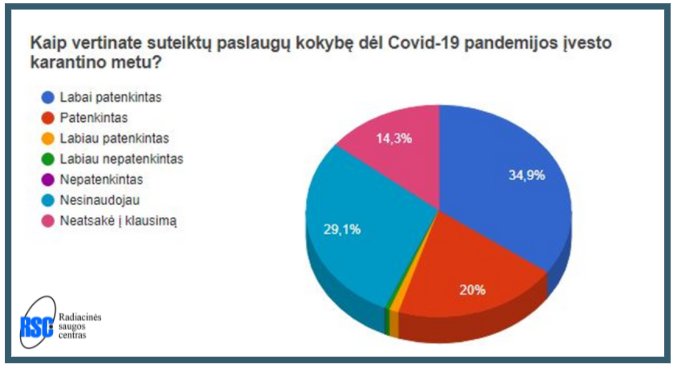 Kaip vertinate suteiktų paslaugų kokybę dėl Covid-19 pandemijos įvesto
karantino metu?
Labai patenkintas
Patenkintas
Labiau patenkintas
Labiau nepatenkintas
Nepatenkintas
Nesinaudojau
Neatsakė į klausimą
14,3%
34,9%
29,1%
20%
RSC
Radiacinės
saugos
centras